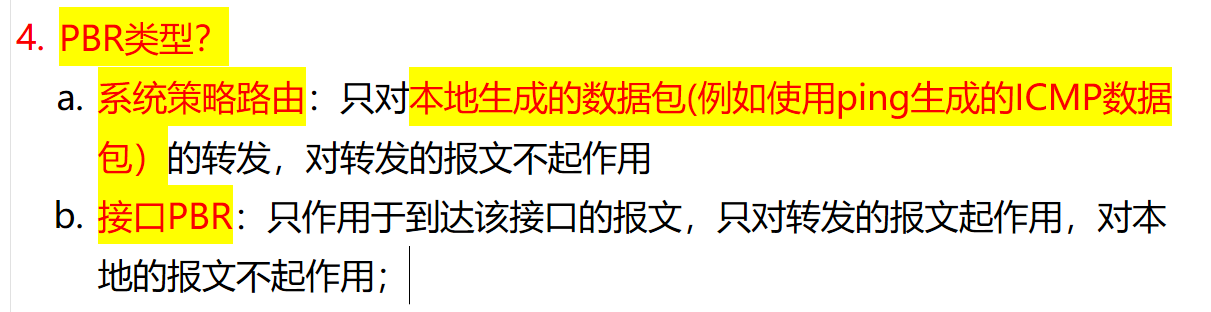 4. PBR类型？
a. 系统策略路由：只对本地生成的数据包(例如使用ping生成的ICMP数据
包）的转发，对转发的报文不起作用
b. 接口PBR：只作用于到达该接口的报文，只对转发的报文起作用，对本
地的报文不起作用；